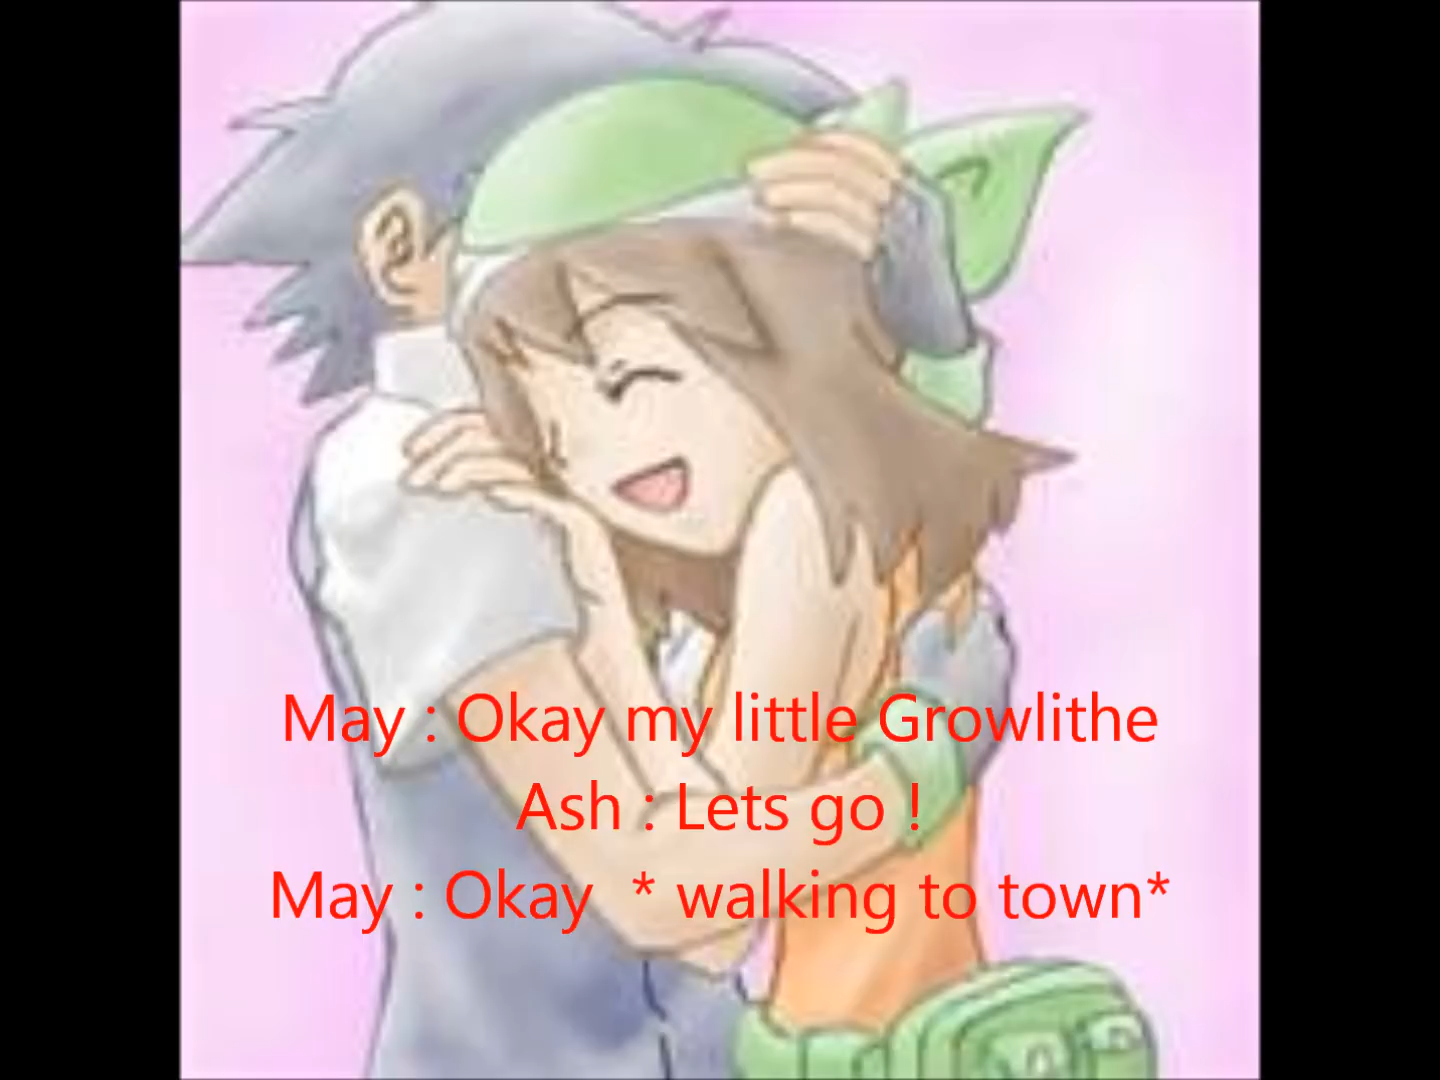 May : Okay my little Growlithe
Ash : Lets go !
May : Okay  * walking to town*